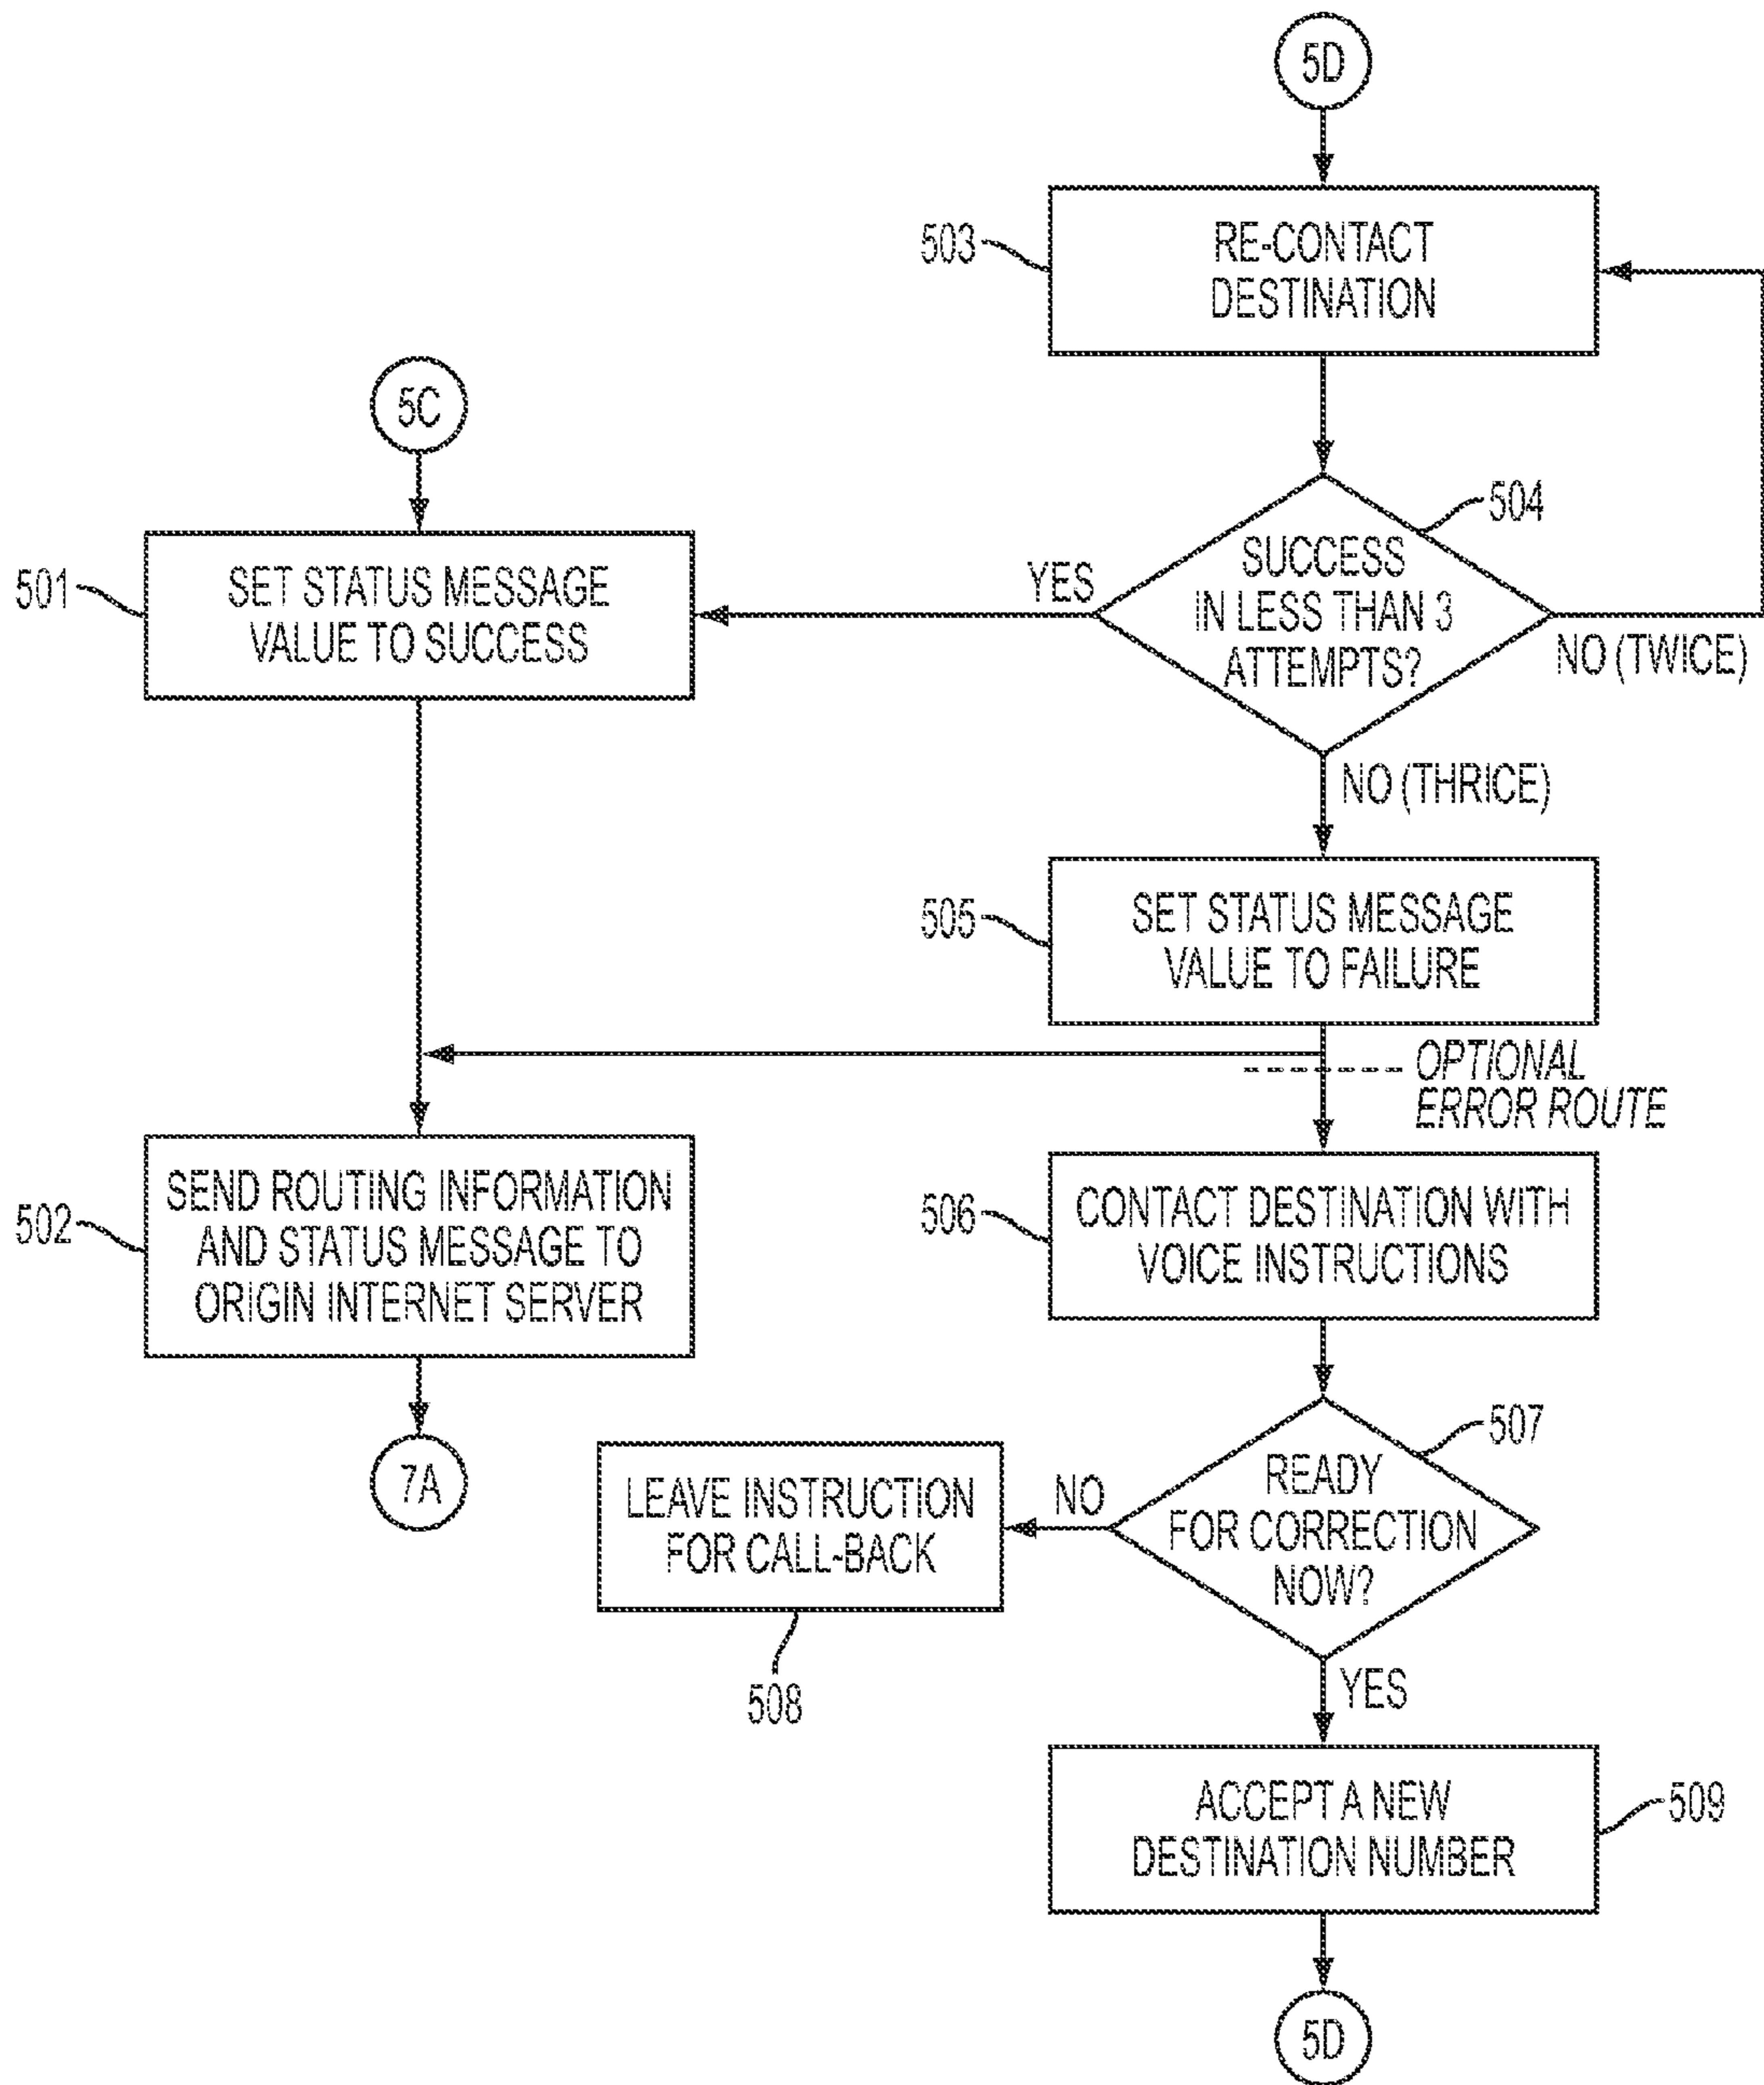 5D
503
RE-CONTACT
DESTINATION
5C
504
SUCCESS
IN LESS THAN 3
ATTEMPTS?
YES
NO (TWICE)
501
SET STATUS MESSAGE
VALUE TO SUCCESS
NO (THRICE)
505
SET STATUS MESSAGE
VALUE TO FAILURE
OPTIONAL
ERROR ROUTE
502
SEND ROUTING INFORMATION
AND STATUS MESSAGE TO
ORIGIN INTERNET SERVER
506
CONTACT DESTINATION WITH
VOICE INSTRUCTIONS
7A
507
READY
FOR CORRECTION
NOW?
NO
LEAVE INSTRUCTION
FOR CALL-BACK
508
YES
ACCEPT A NEW
DESTINATION NUMBER
509
5D